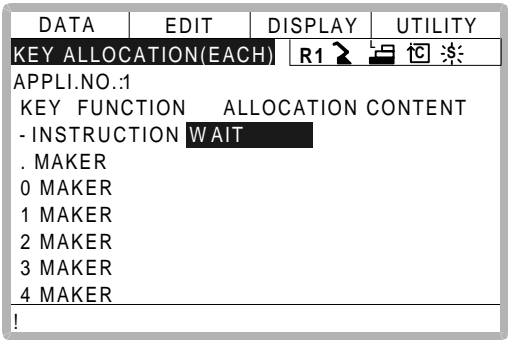 DATA EDIT DISPLAY UTILITY
KEY ALLOCATION(EACH) R1 C S
APPLI.NO.:1
KEY FUNCTION ALLOCATION CONTENT
- INSTRUCTION WAIT
. MAKER
0 MAKER
1 MAKER
2 MAKER
3 MAKER
4 MAKER
!